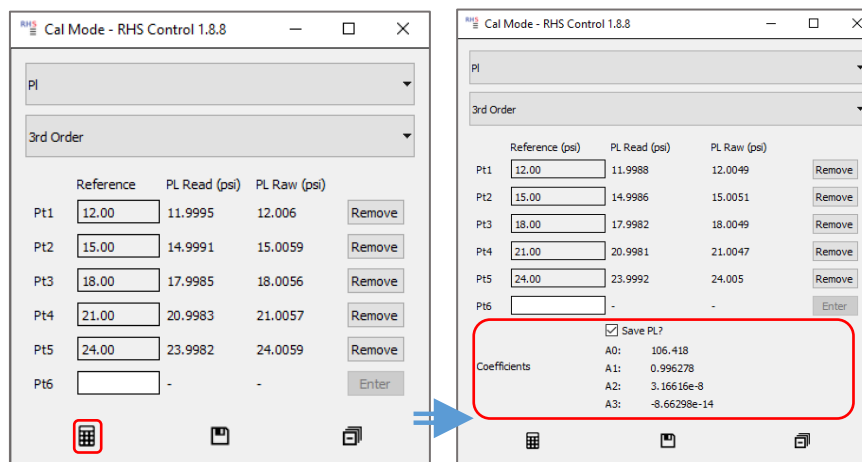 RHS Cal Mode - RHS Control 1.8.8
Pl
3rd Order
Reference PL Read (psi) PL Raw (psi)
Pt1 12.00 11.9995 12.006 Remove
Pt2 15.00 14.9991 15.0059 Remove
Pt3 18.00 17.9985 18.0056 Remove
Pt4 21.00 20.9983 21.0057 Remove
Pt5 24.00 23.9982 24.0059 Remove
Pt6 - - Enter
RHS Cal Mode - RHS Control 1.8.8
Pl
3rd Order
Reference (psi) PL Read (psi) PL Raw (psi)
Pt1 12.00 11.9988 12.0049 Remove
Pt2 15.00 14.9986 15.0051 Remove
Pt3 18.00 17.9982 18.0049 Remove
Pt4 21.00 20.9981 21.0047 Remove
Pt5 24.00 23.9992 24.005 Remove
Pt6 - - Enter
Save PL?
A0: 106.418
Coefficients A1: 0.996278
A2: 3.16616e-8
A3: -8.66298e-14